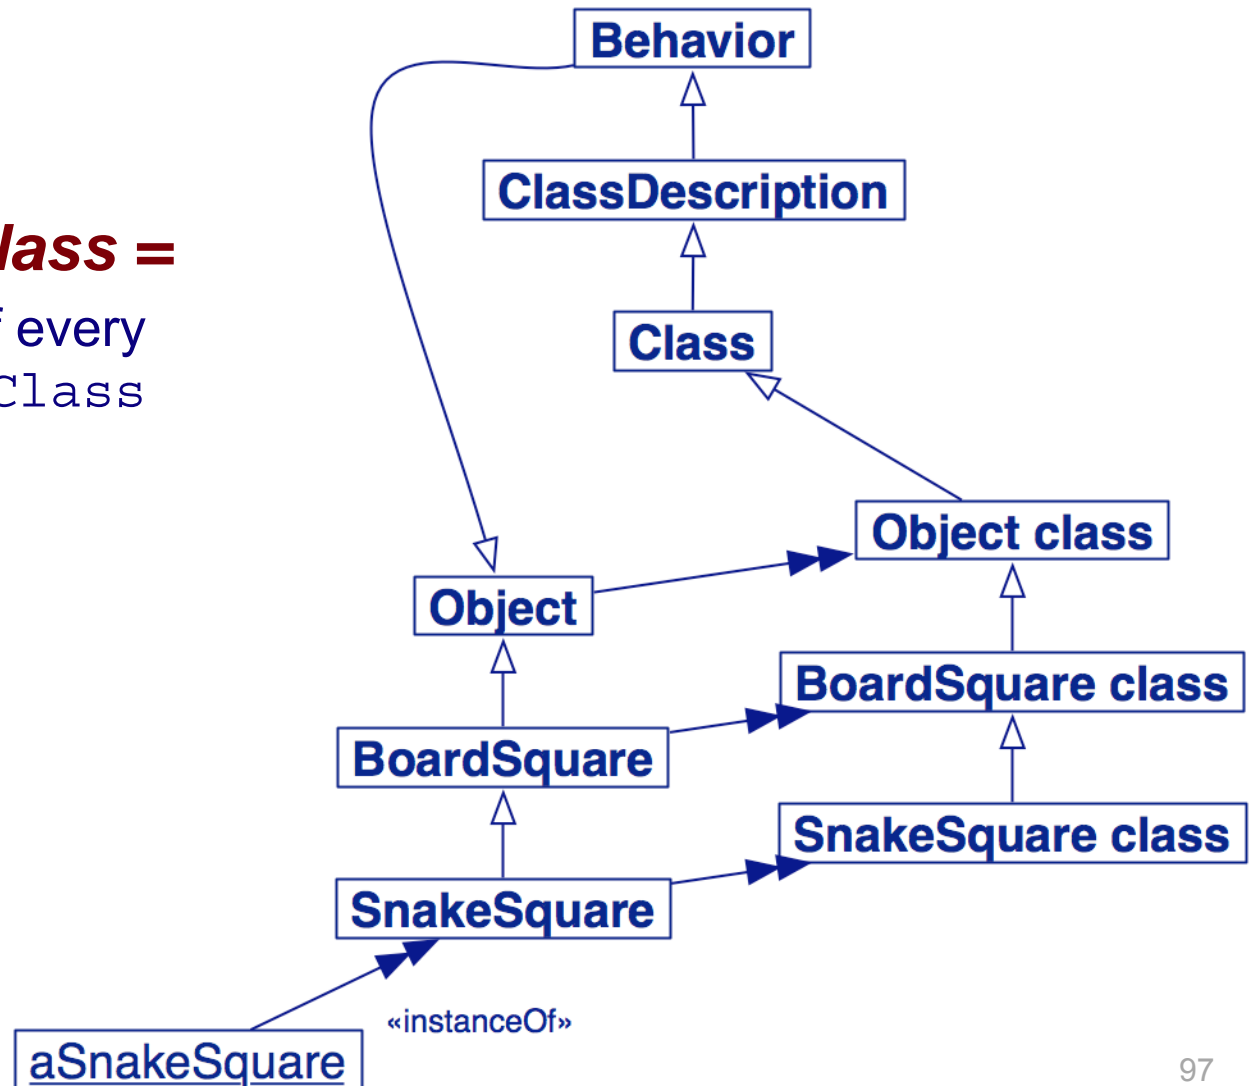 Behavior
ClassDescription
lass =
every
Class
Class
Object class
Object
BoardSquare class
BoardSquare
SnakeSquare class
SnakeSquare
«instanceOf»
aSnakeSquare
97